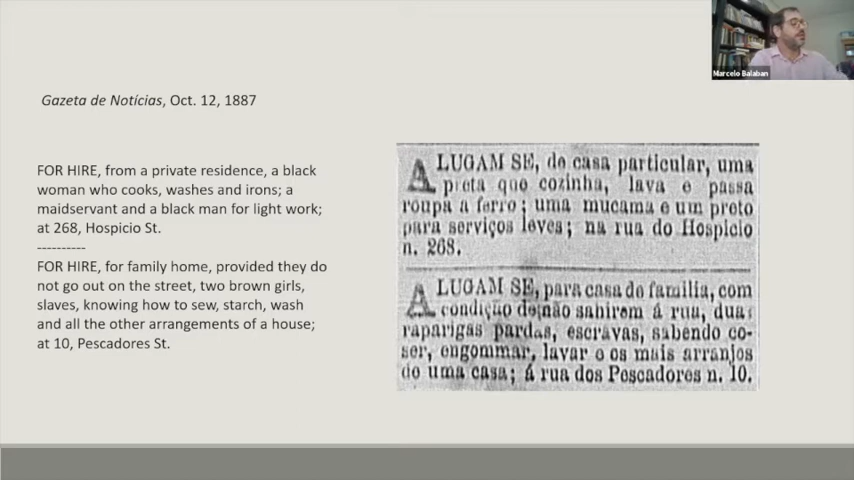 Marcelo Balaban
Gazeta de Notícias, Oct. 12, 1887
FOR HIRE, from a private residence, a black
woman who cooks, washes and irons; a
maidservant and a black man for light work;
at 268, Hospicio St.
----------
FOR HIRE, for family home, provided they do
not go out on the street, two brown girls,
slaves, knowing how to sew, starch, wash
and all the other arrangements of a house;
at 10, Pescadores St.
ALUGAM SE, de casa particular, uma
preta que cozinha, lava e passa
roupa a ferro; uma mucama e um preto
para serviços leves; na rua do Hospicio
n. 268.
ALUGAM SE, para casa de familia, com
condição de não sahirem á rua, duas
raparigas pardas, escravas, sabendo co-
ser, engommar, lavar e os mais arranjos
de uma casa; á rua dos Pescadores n. 10.